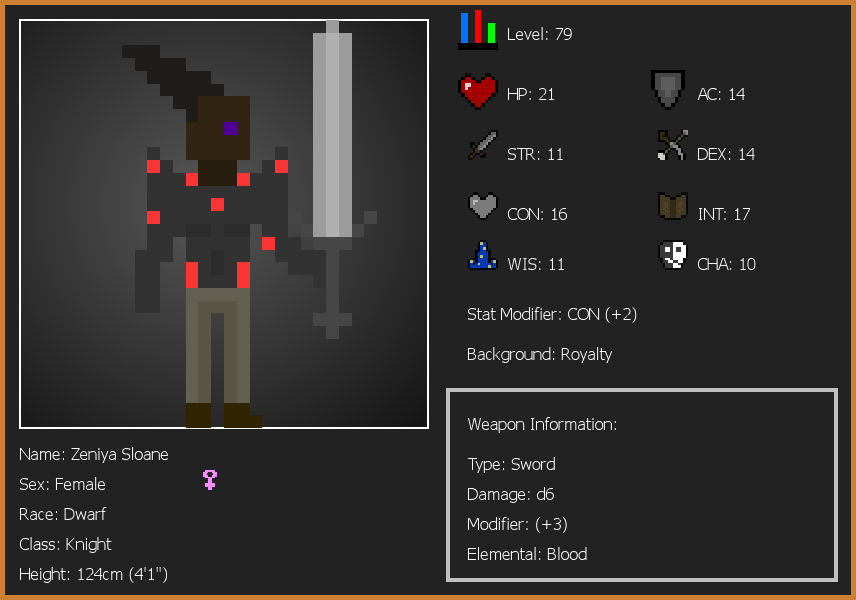 Level: 79
HP: 21
AC: 14
STR: 11
DEX: 14
CON: 16
INT: 17
WIS: 11
CHA: 10
Stat Modifier: CON (+2)
Background: Royalty
Weapon Information:
Type: Sword
Damage: d6
Modifier: (+3)
Elemental: Blood
Name: Zeniya Sloane
Sex: Female
Race: Dwarf
Class: Knight
Height: 124cm (4'1")